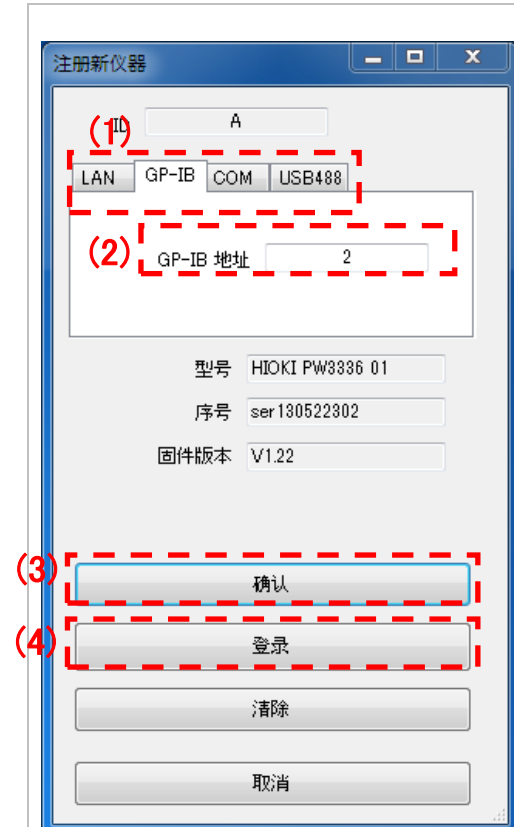 注册新仪器
ID A
(1)
LAN GP-IB COM USB488
(2)
GP-IB 地址 2
型号 HIOKI PW3336 01
序号 ser130522302
固件版本 V1.22
(3)
确认
(4)
登录
清除
取消